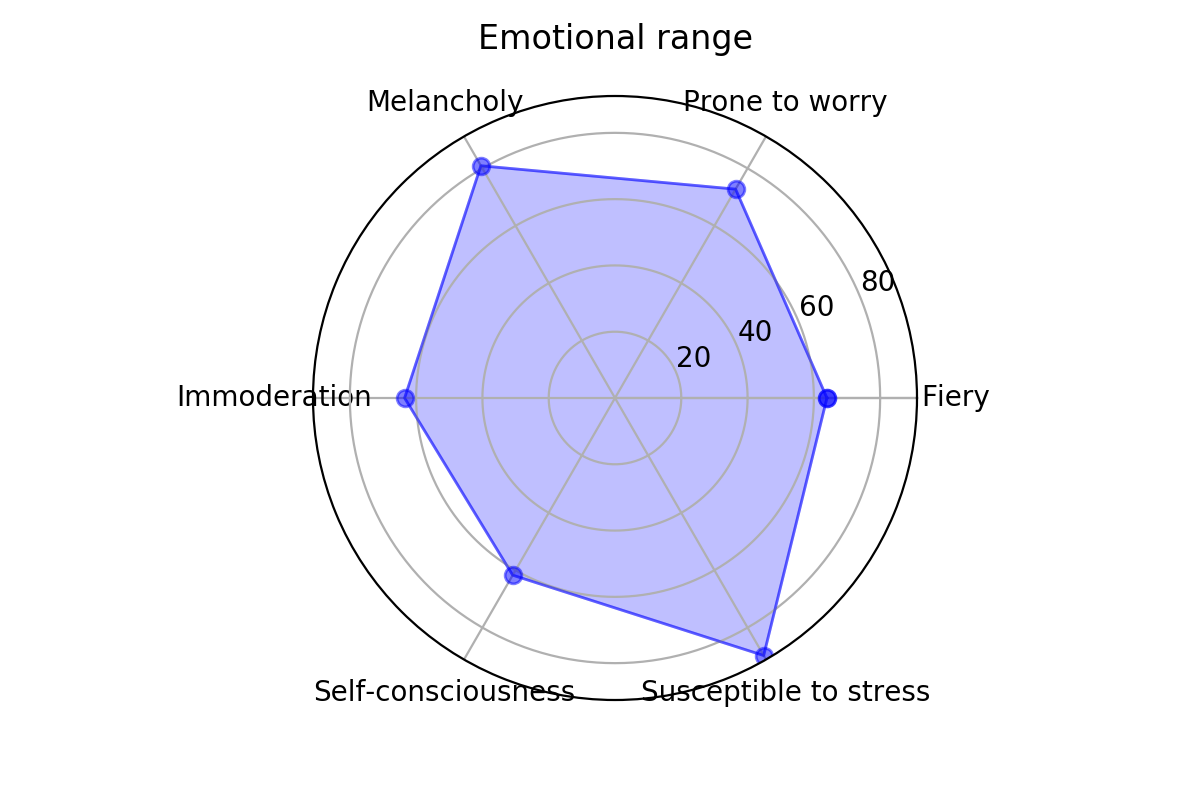 Emotional range
Melancholy
Prone to worry
80
60
40
20
Immoderation
Fiery
Self-consciousness
Susceptible to stress